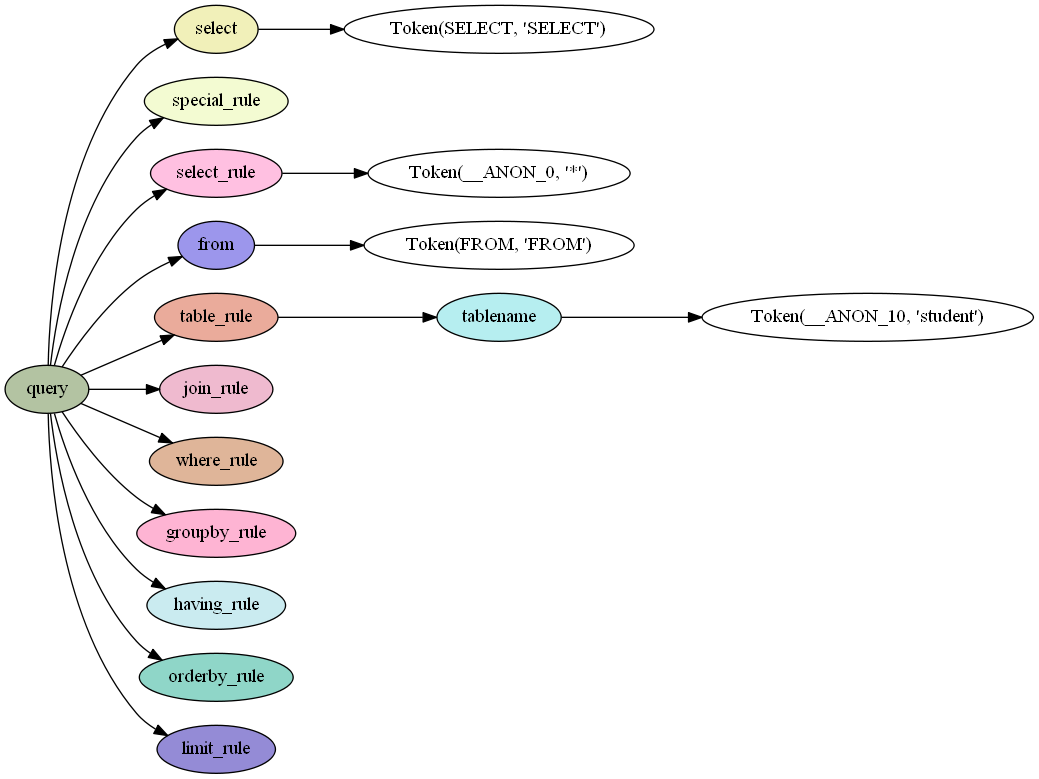 select
Token(SELECT, 'SELECT')
special_rule
select_rule
Token(__ANON_0, '*')
from
Token(FROM, 'FROM')
table_rule
tablename
Token(__ANON_10, 'student')
query
join_rule
where_rule
groupby_rule
having_rule
orderby_rule
limit_rule